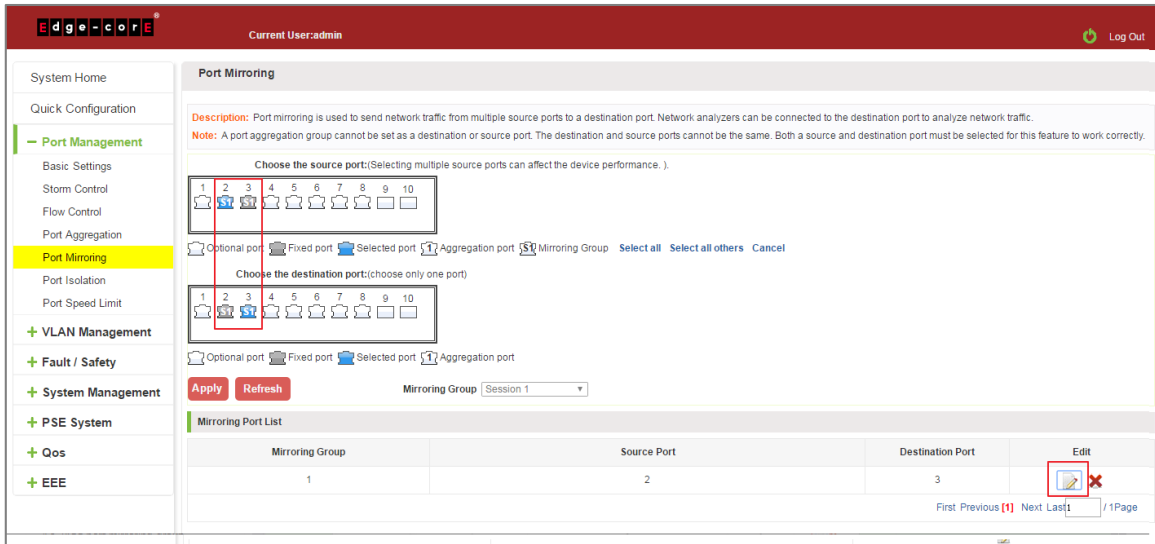 Edge-corE®
Current User:admin
Log Out
System Home
Quick Configuration
− Port Management
Basic Settings
Storm Control
Flow Control
Port Aggregation
Port Mirroring
Port Isolation
Port Speed Limit
+ VLAN Management
+ Fault / Safety
+ System Management
+ PSE System
+ Qos
+ EEE
Port Mirroring
Description: Port mirroring is used to send network traffic from multiple source ports to a destination port. Network analyzers can be connected to the destination port to analyze network traffic.
Note: A port aggregation group cannot be set as a destination or source port. The destination and source ports cannot be the same. Both a source and destination port must be selected for this feature to work correctly.
Choose the source port:(Selecting multiple source ports can affect the device performance. ).
1 2 3 4 5 6 7 8 9 10
S1 S1
Optional port Fixed port Selected port 1 Aggregation port S1 Mirroring Group Select all Select all others Cancel
Choose the destination port:(choose only one port)
1 2 3 4 5 6 7 8 9 10
S1 S1
Optional port Fixed port Selected port 1 Aggregation port
Apply Refresh Mirroring Group Session 1
Mirroring Port List
Mirroring Group Source Port Destination Port Edit
1 2 3
First Previous [1] Next Last 1 / 1Page